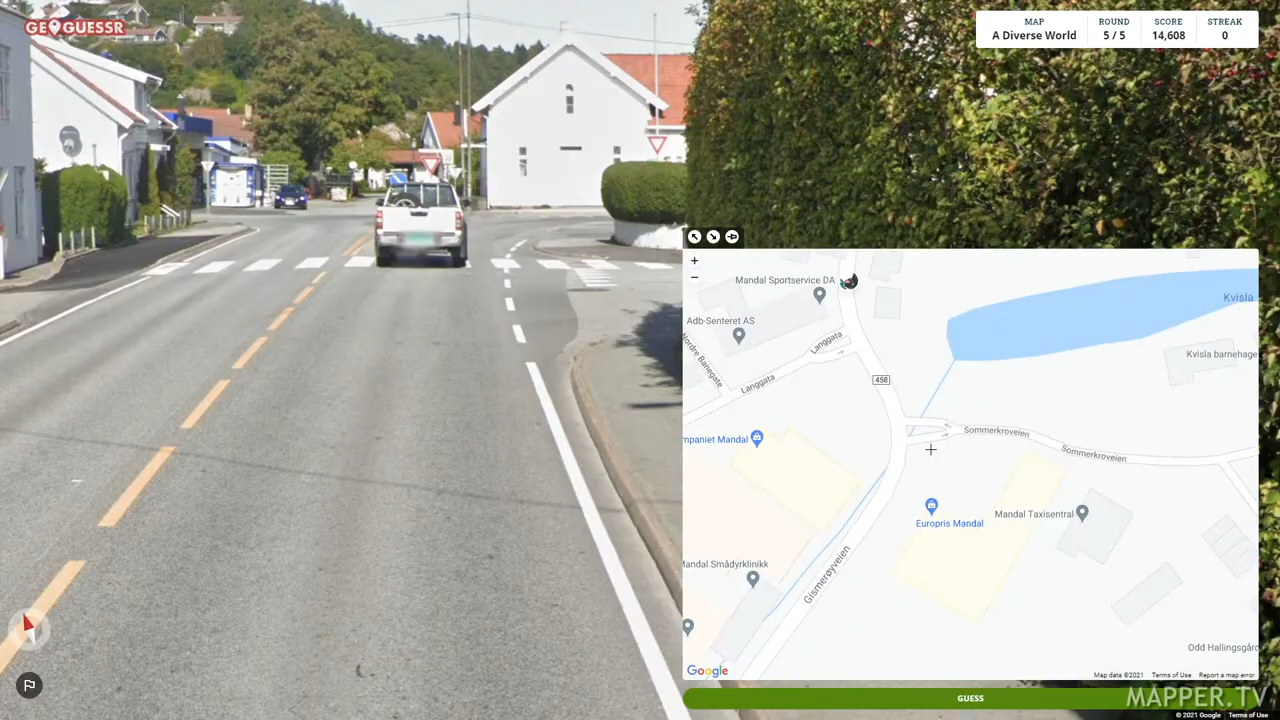 GEOGUESSR
MAP
A Diverse World
ROUND
5 / 5
SCORE
14,608
STREAK
0
Mandal Sportservice DA
Adb-Senteret AS
Nordre Banegate
Langgata
Langgata
458
Kvisla
Kvisla barnehage
mpaniet Mandal
Sommerkroveien
Sommerkroveien
Europris Mandal
Mandal Taxisentral
Mandal Smådyrklinikk
Gismerøyveien
Odd Hallingsgård
Google
Map data ©2021
Terms of Use
Report a map error
GUESS
MAPPER.TV
© 2021 Google
Terms of Use